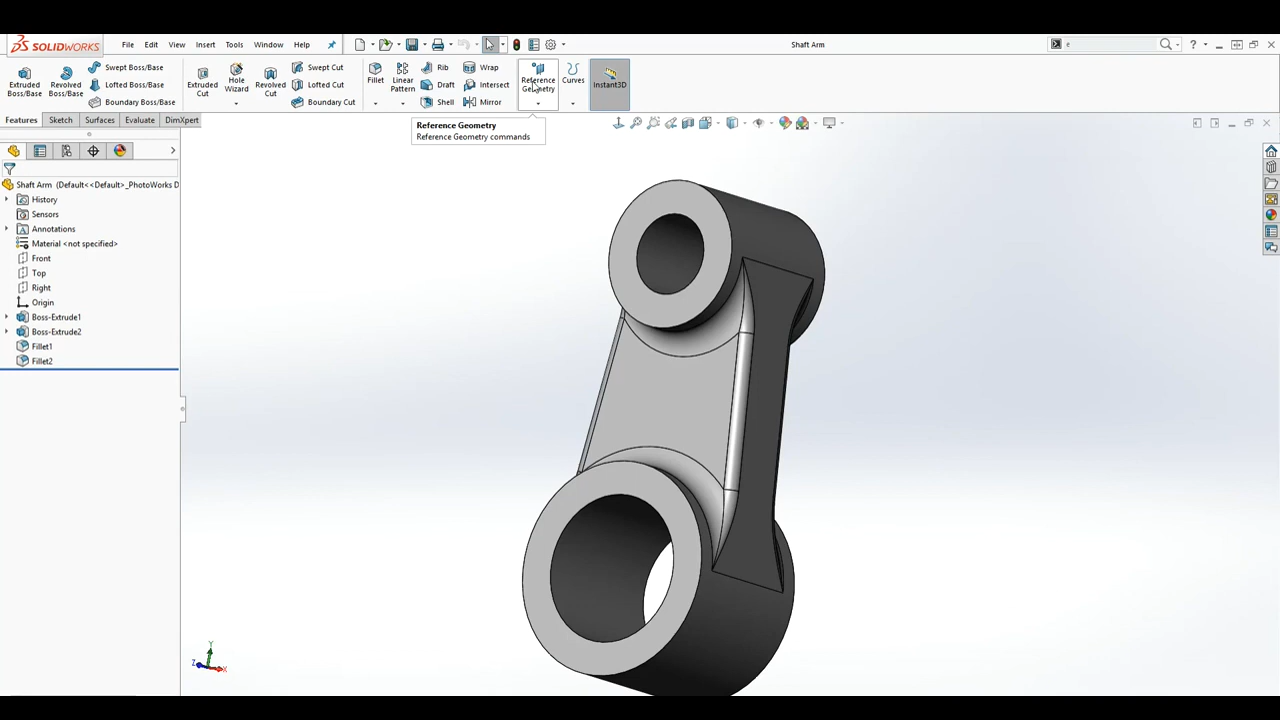 SOLIDWORKS File Edit View Insert Tools Window Help Shaft Arm e ?
Extruded Boss/Base
Revolved Boss/Base
Swept Boss/Base
Lofted Boss/Base
Boundary Boss/Base
Extruded Cut
Hole Wizard
Revolved Cut
Swept Cut
Lofted Cut
Boundary Cut
Fillet
Linear Pattern
Rib
Draft
Shell
Wrap
Intersect
Mirror
Reference Geometry
Curves
Instant3D
Features Sketch Surfaces Evaluate DimXpert
Reference Geometry
Reference Geometry commands
Shaft Arm (Default<<Default>_PhotoWorks D
History
Sensors
Annotations
Material <not specified>
Front
Top
Right
Origin
Boss-Extrude1
Boss-Extrude2
Fillet1
Fillet2
Y
Z
X